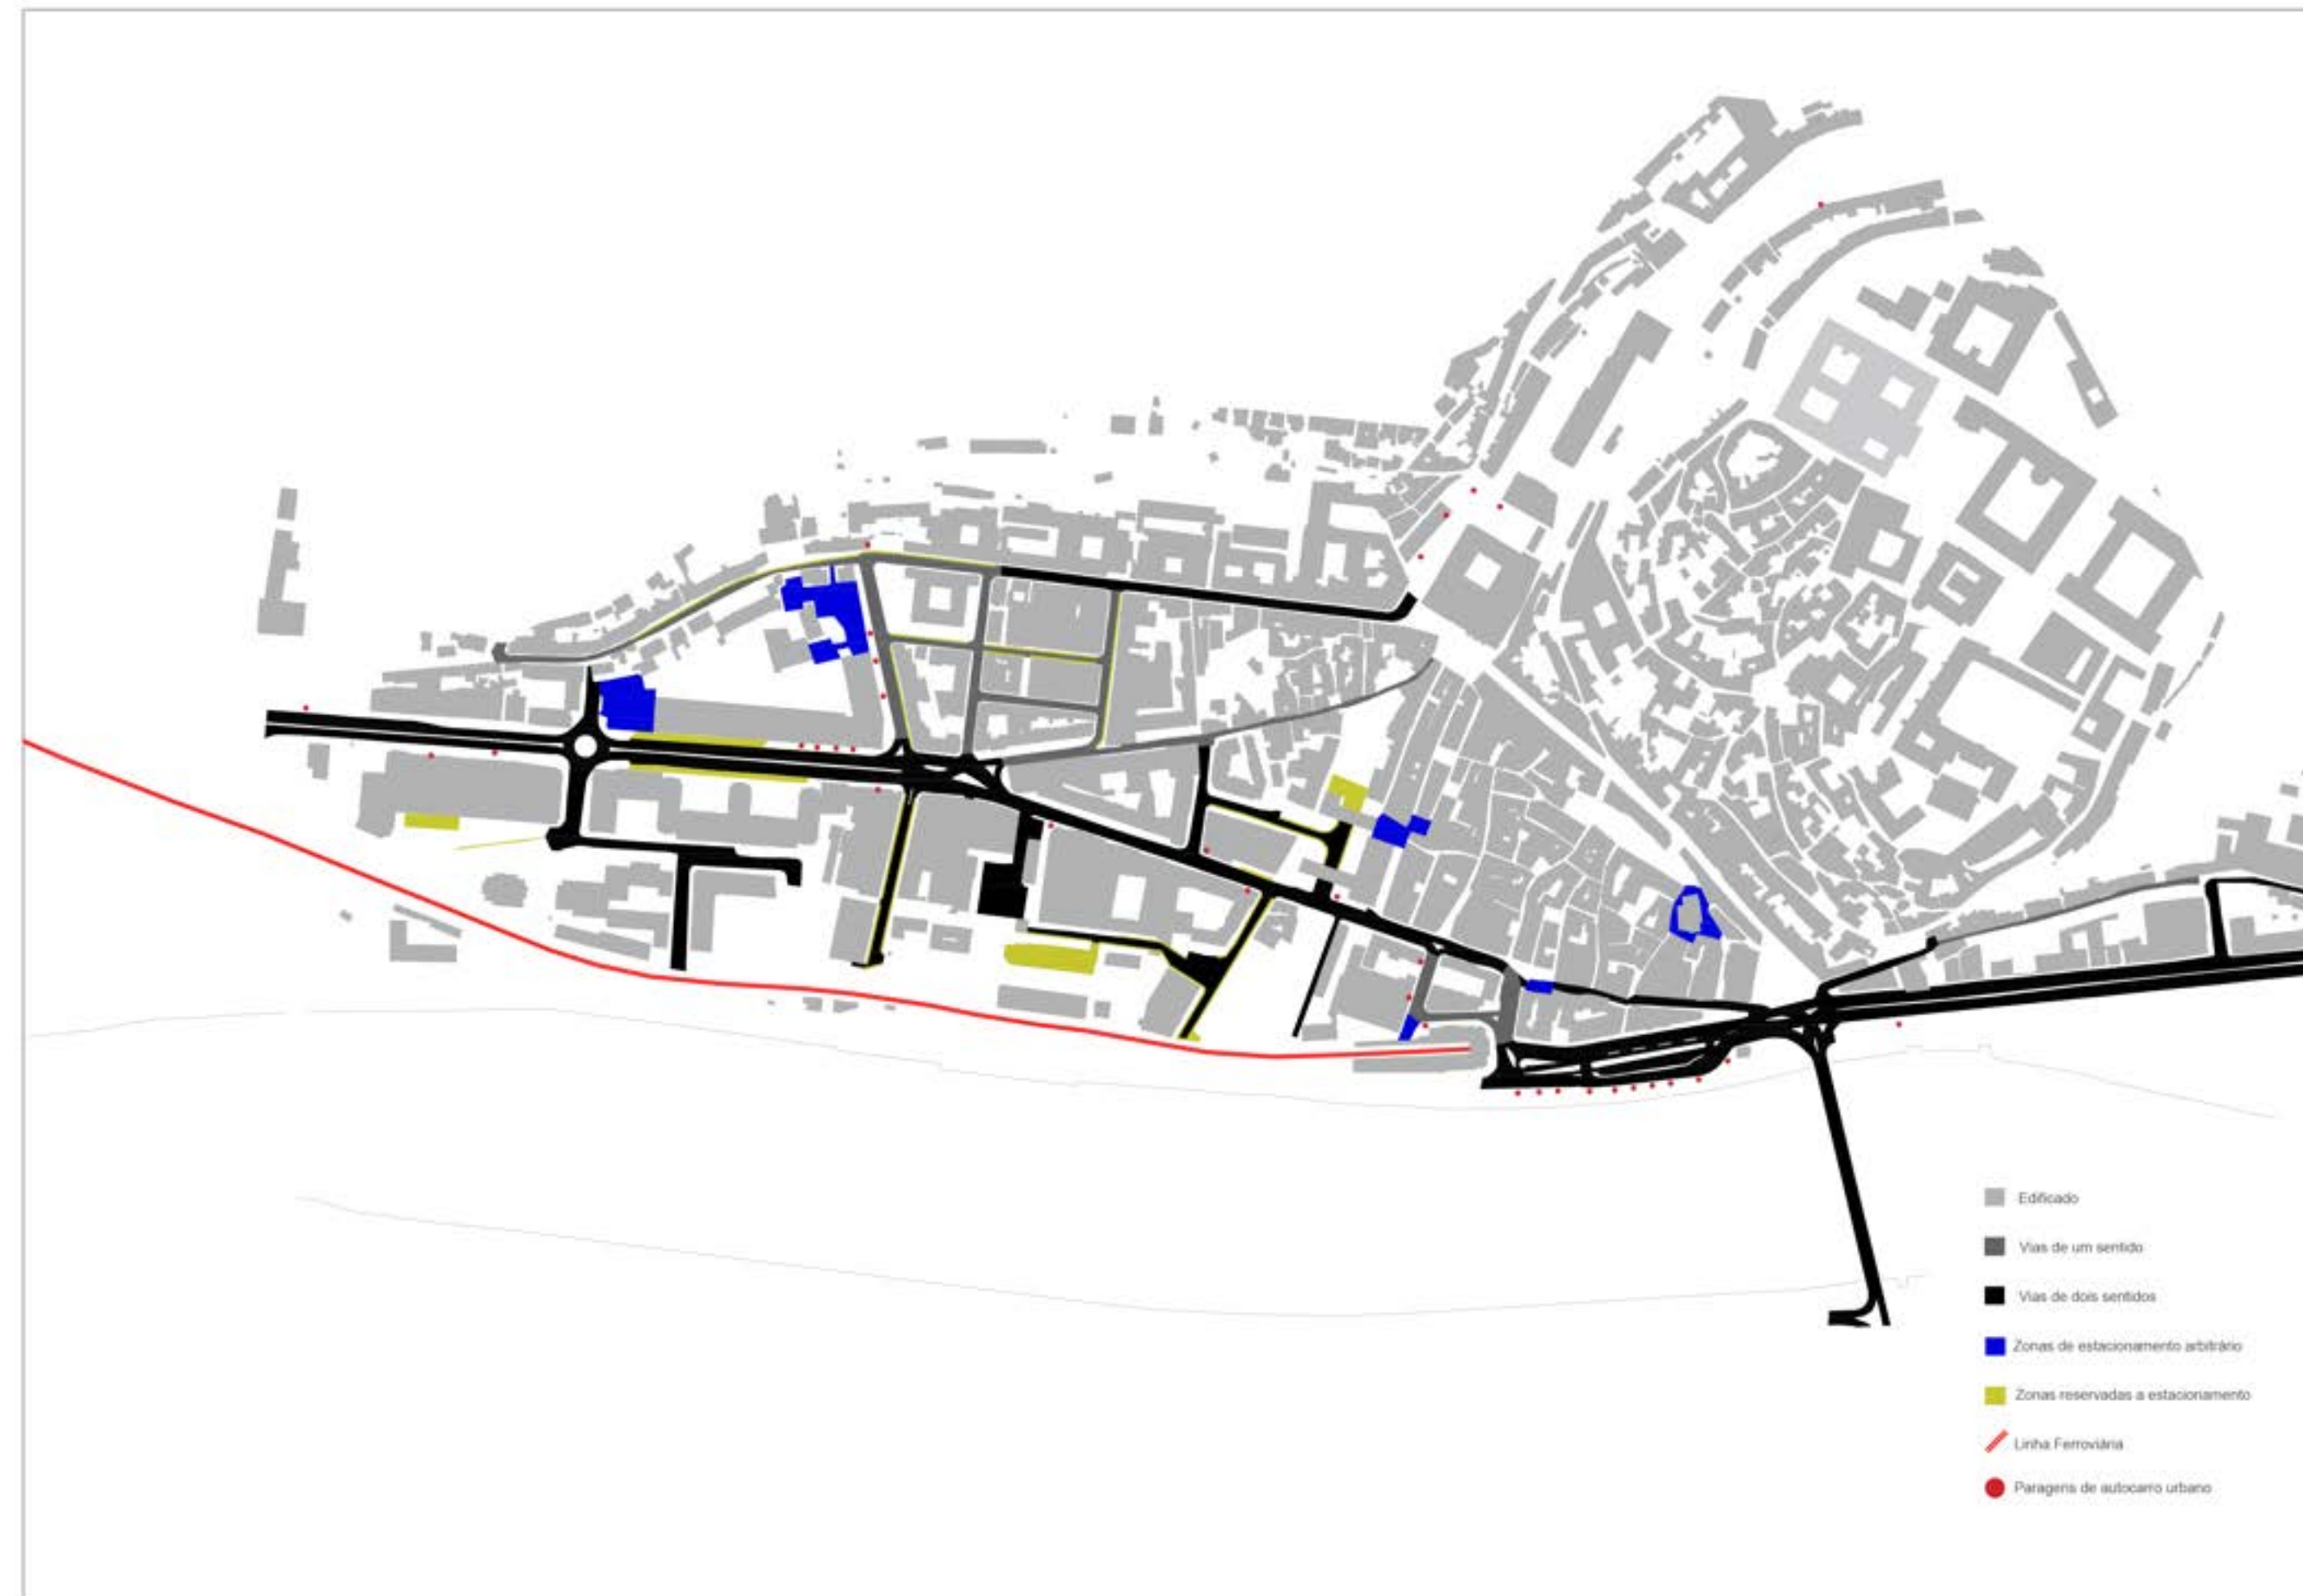 Edificado
Vias de um sentido
Vias de dois sentidos
Zonas de estacionamento arbitrário
Zonas reservadas a estacionamento
Linha Ferroviária
Paragens de autocarro urbano